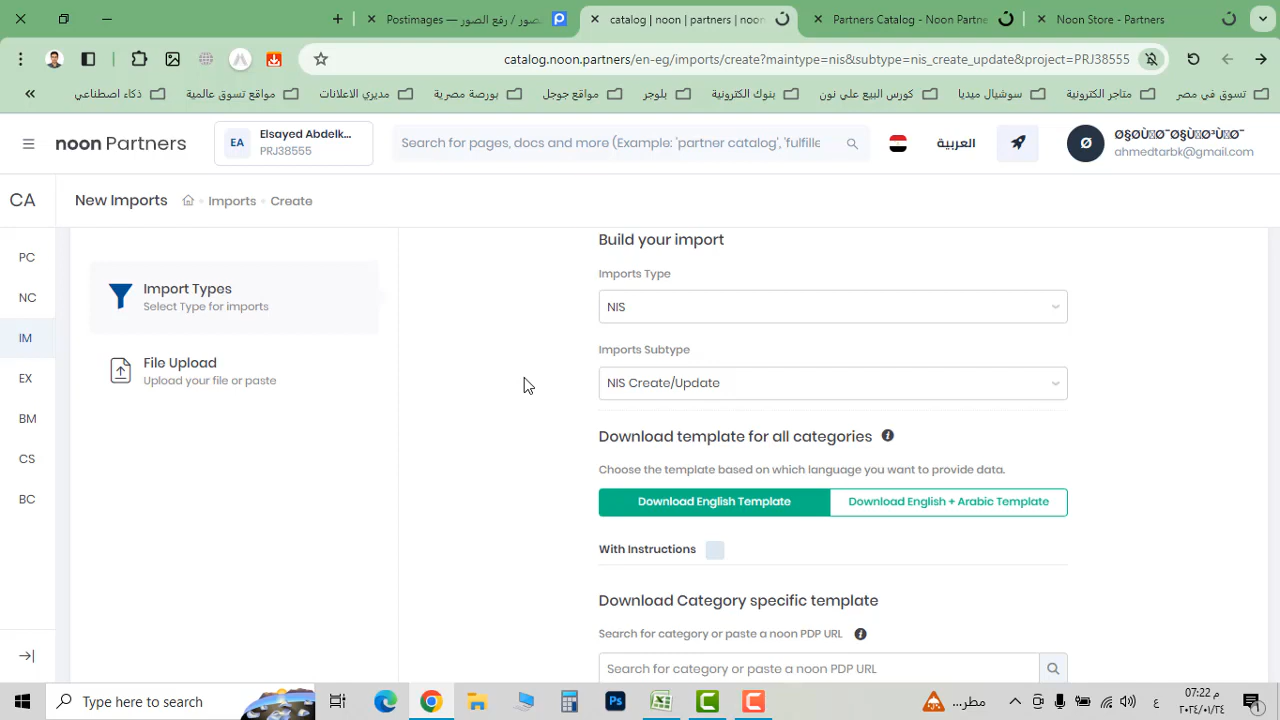 Postimages — رفع الصور / رفع الصور
catalog | noon | partners | noon
Partners Catalog - Noon Partne
Noon Store - Partners
catalog.noon.partners/en-eg/imports/create?maintype=nis&subtype=nis_create_update&project=PRJ38555
تسوق في مصر
متاجر الكترونية
سوشيال ميديا
كورس البيع علي نون
بنوك الكترونية
بلوجر
مواقع جوجل
بورصة مصرية
مديري الاعلانات
مواقع تسوق عالمية
ذكاء اصطناعي
noon Partners
EA
Elsayed Abdelk...
PRJ38555
Search for pages, docs and more (Example: 'partner catalog', 'fulfille
العربية
ahmedtarbk@gmail.com
CA
New Imports
Imports
Create
PC
NC
IM
EX
BM
CS
BC
Import Types
Select Type for imports
File Upload
Upload your file or paste
Build your import
Imports Type
NIS
Imports Subtype
NIS Create/Update
Download template for all categories
Choose the template based on which language you want to provide data.
Download English Template
Download English + Arabic Template
With Instructions
Download Category specific template
Search for category or paste a noon PDP URL
Search for category or paste a noon PDP URL
Type here to search
مطر...
ع
١٠:٢٢ م